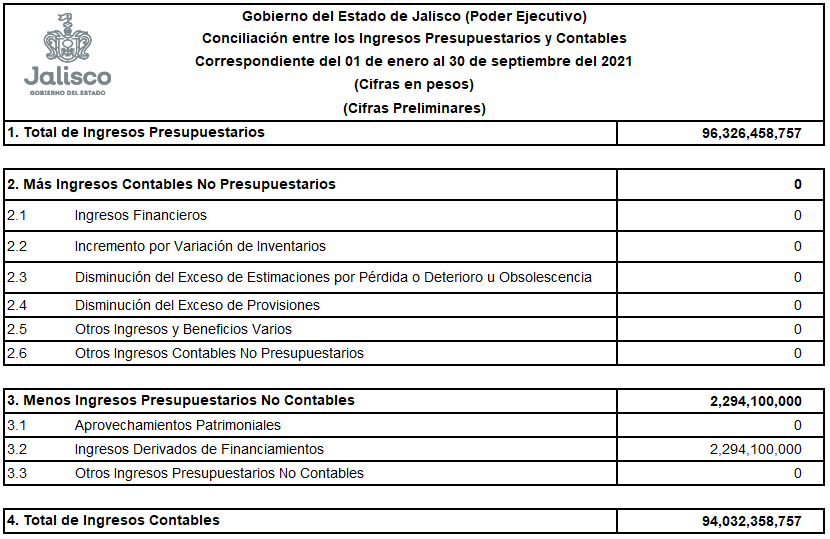 Jalisco
GOBIERNO DEL ESTADO
Gobierno del Estado de Jalisco (Poder Ejecutivo)
Conciliación entre los Ingresos Presupuestarios y Contables
Correspondiente del 01 de enero al 30 de septiembre del 2021
(Cifras en pesos)
(Cifras Preliminares)
1. Total de Ingresos Presupuestarios 96,326,458,757
2. Más Ingresos Contables No Presupuestarios 0
2.1 Ingresos Financieros 0
2.2 Incremento por Variación de Inventarios 0
2.3 Disminución del Exceso de Estimaciones por Pérdida o Deterioro u Obsolescencia 0
2.4 Disminución del Exceso de Provisiones 0
2.5 Otros Ingresos y Beneficios Varios 0
2.6 Otros Ingresos Contables No Presupuestarios 0
3. Menos Ingresos Presupuestarios No Contables 2,294,100,000
3.1 Aprovechamientos Patrimoniales 0
3.2 Ingresos Derivados de Financiamientos 2,294,100,000
3.3 Otros Ingresos Presupuestarios No Contables 0
4. Total de Ingresos Contables 94,032,358,757